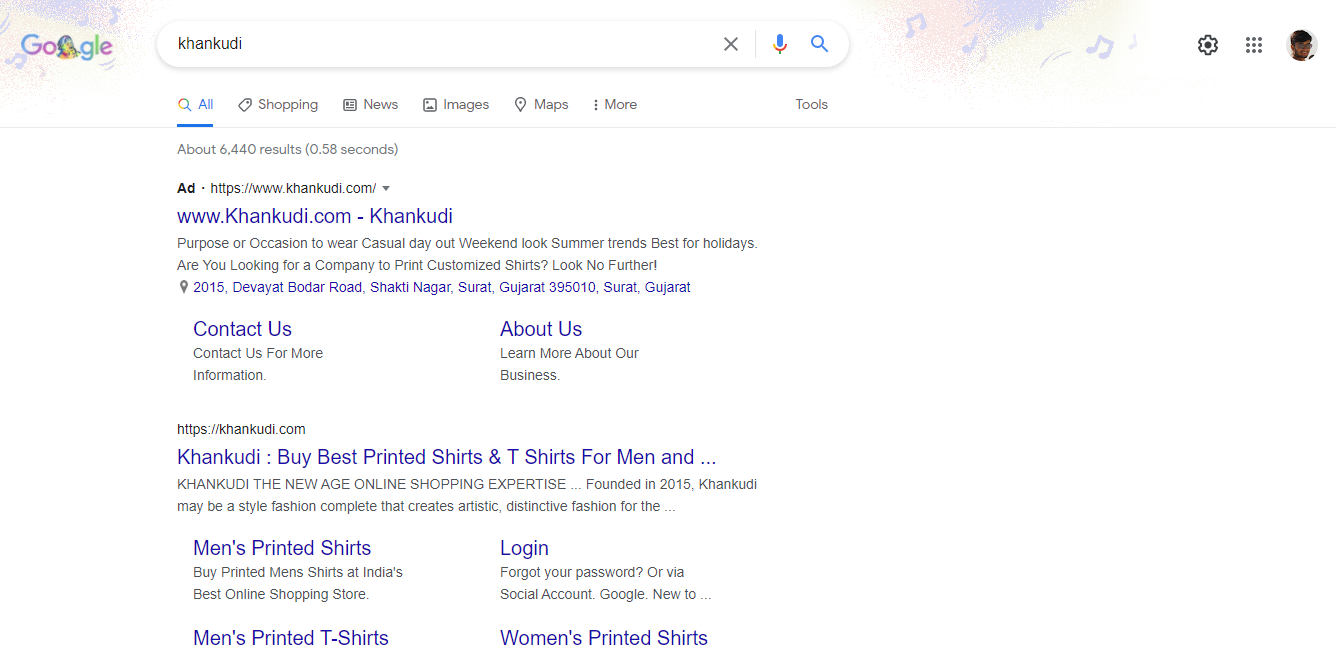 Google
khankudi
All
Shopping
News
Images
Maps
More
Tools
About 6,440 results (0.58 seconds)
Ad · https://www.khankudi.com/
www.Khankudi.com - Khankudi
Purpose or Occasion to wear Casual day out Weekend look Summer trends Best for holidays.
Are You Looking for a Company to Print Customized Shirts? Look No Further!
2015, Devayat Bodar Road, Shakti Nagar, Surat, Gujarat 395010, Surat, Gujarat
Contact Us
Contact Us For More
Information.
About Us
Learn More About Our
Business.
https://khankudi.com
Khankudi : Buy Best Printed Shirts & T Shirts For Men and ...
KHANKUDI THE NEW AGE ONLINE SHOPPING EXPERTISE ... Founded in 2015, Khankudi
may be a style fashion complete that creates artistic, distinctive fashion for the ...
Men's Printed Shirts
Buy Printed Mens Shirts at India's
Best Online Shopping Store.
Login
Forgot your password? Or via
Social Account. Google. New to ...
Men's Printed T-Shirts
Women's Printed Shirts